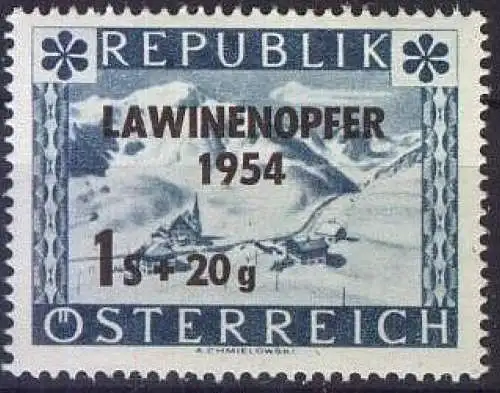 REPUBLIK
LAWINENOPFER
1954
1s + 20g
ÖSTERREICH
A.CHMIELOWSKI